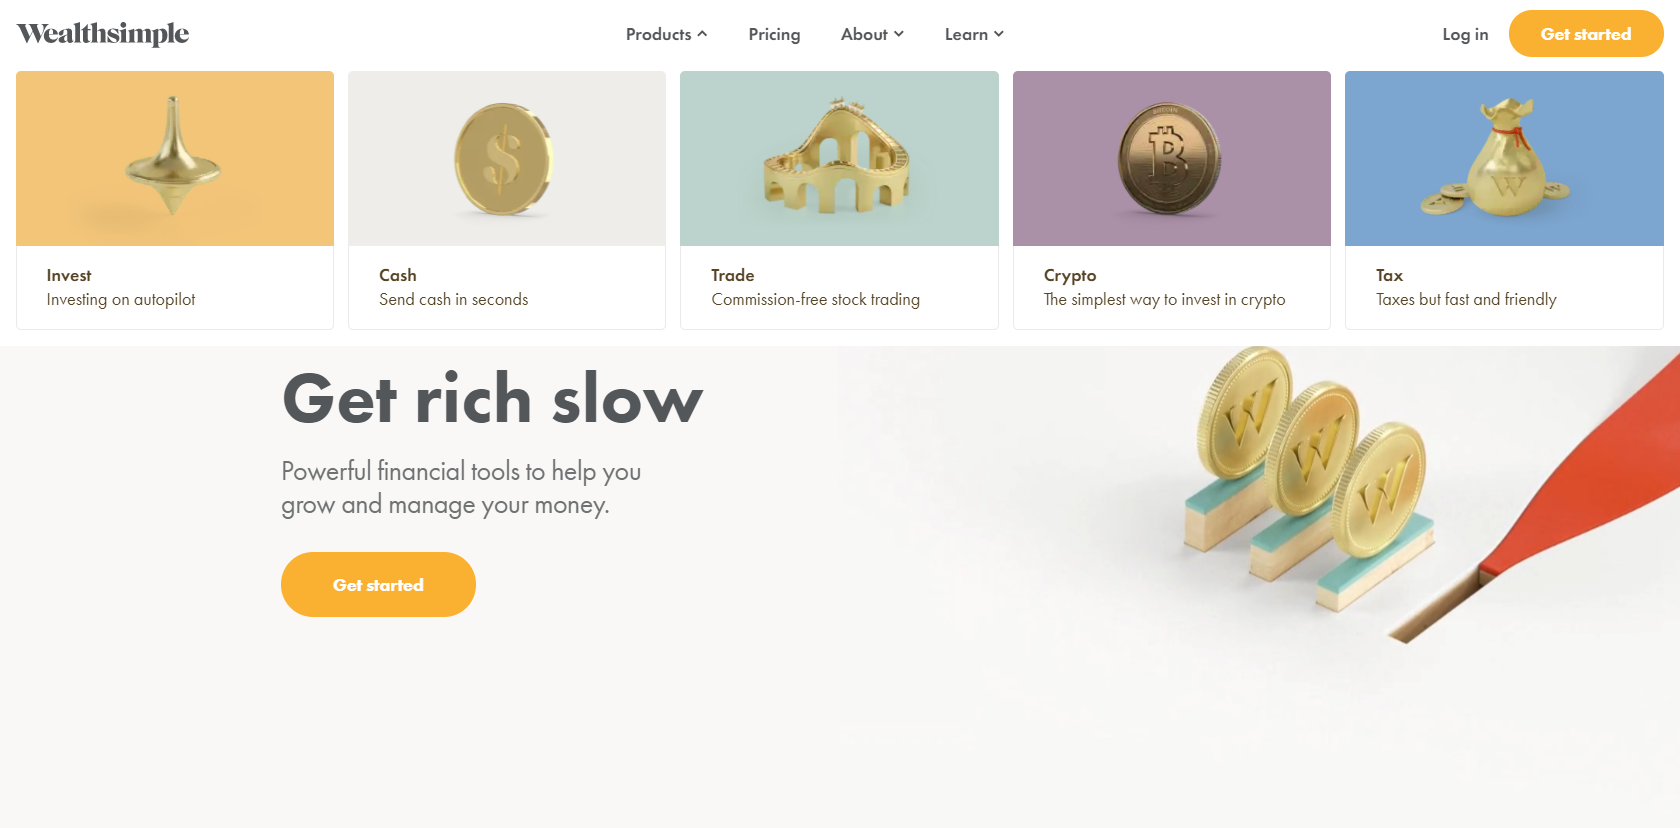 Wealthsimple
Products
Pricing
About
Learn
Log in
Get started
Invest
Investing on autopilot
Cash
Send cash in seconds
Trade
Commission-free stock trading
Crypto
The simplest way to invest in crypto
Tax
Taxes but fast and friendly
Get rich slow
Powerful financial tools to help you
grow and manage your money.
Get started